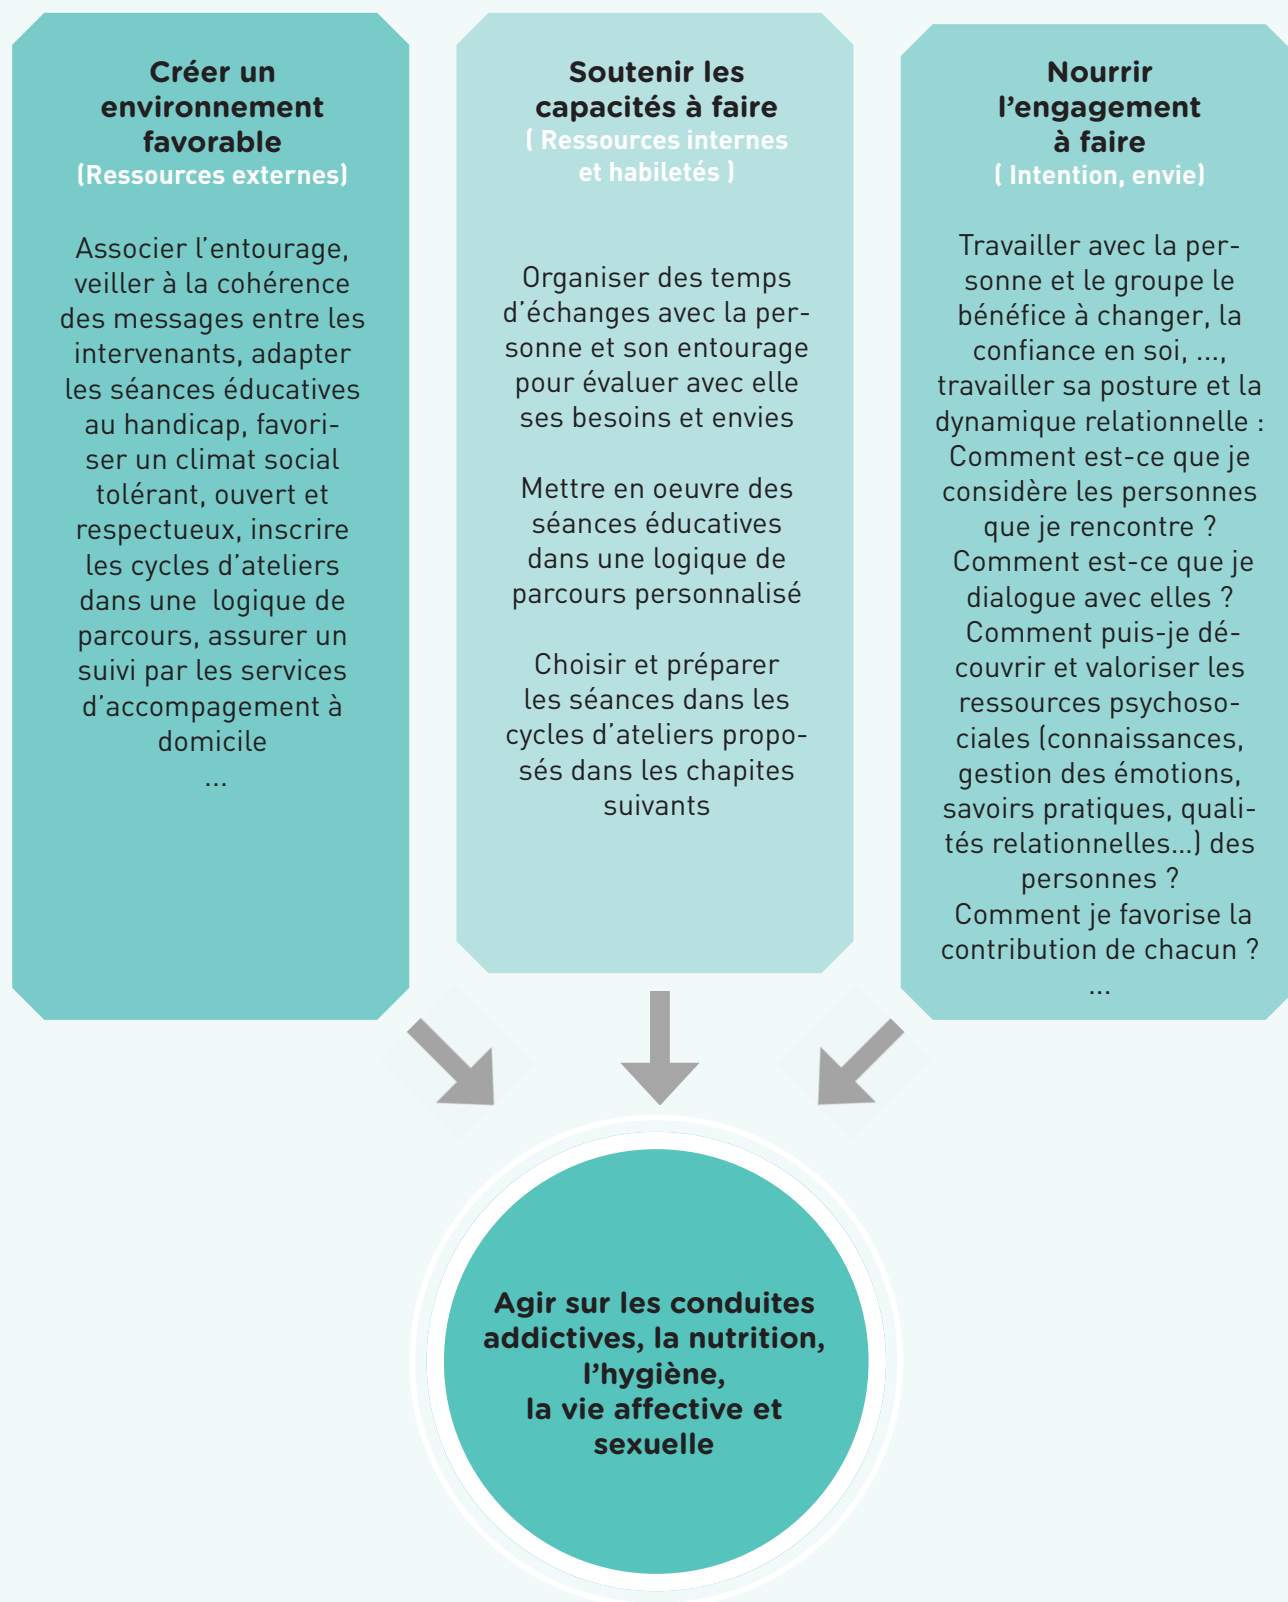 Créer un
environnement
favorable
(Ressources externes)
Associer l’entourage,
veiller à la cohérence
des messages entre les
intervenants, adapter
les séances éducatives
au handicap, favori-
ser un climat social
tolérant, ouvert et
respectueux, inscrire
les cycles d’ateliers
dans une logique de
parcours, assurer un
suivi par les services
d’accompagement à
domicile
...
Soutenir les
capacités à faire
( Ressources internes
et habiletés )
Organiser des temps
d’échanges avec la per-
sonne et son entourage
pour évaluer avec elle
ses besoins et envies
Mettre en oeuvre des
séances éducatives
dans une logique de
parcours personnalisé
Choisir et préparer
les séances dans les
cycles d’ateliers propo-
sés dans les chapites
suivants
Nourrir
l’engagement
à faire
( Intention, envie)
Travailler avec la per-
sonne et le groupe le
bénéfice à changer, la
confiance en soi, ...,
travailler sa posture et la
dynamique relationnelle :
Comment est-ce que je
considère les personnes
que je rencontre ?
Comment est-ce que je
dialogue avec elles ?
Comment puis-je dé-
couvrir et valoriser les
ressources psychoso-
ciales (connaissances,
gestion des émotions,
savoirs pratiques, quali-
tés relationnelles...) des
personnes ?
Comment je favorise la
contribution de chacun ?
...
Agir sur les conduites
addictives, la nutrition,
l’hygiène,
la vie affective et
sexuelle